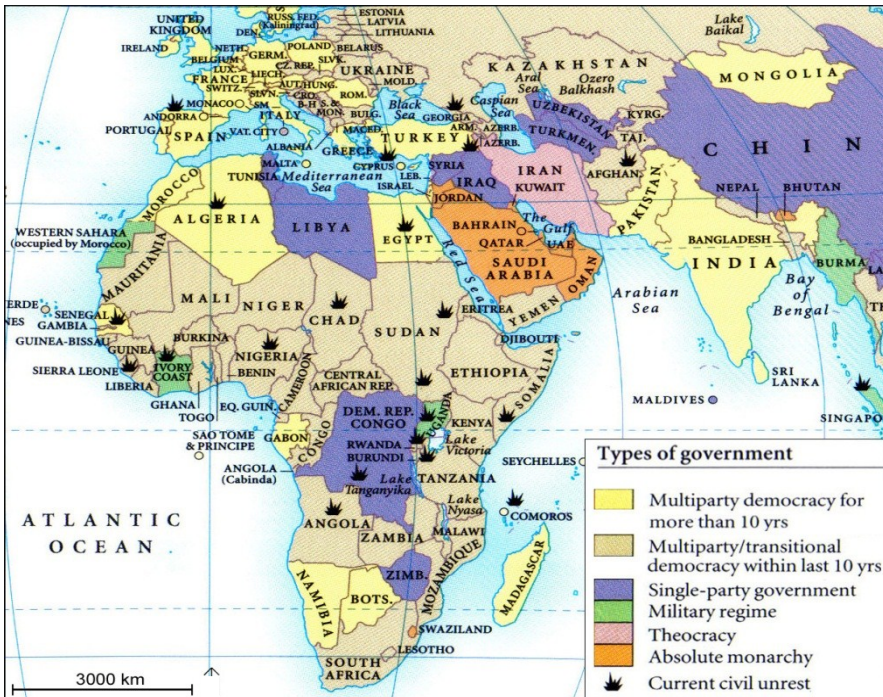 UNITED
KINGDOM
RUSS. FED.
(Kaliningrad)
ESTONIA
LATVIA
LITHUANIA
DEN.
IRELAND
NETH.
BELGIUM
GERM.
POLAND
BELARUS
LUX.
CZ. REP.
SLVK.
FRANCE
LIECH.
UKRAINE
SWITZ.
AUT.
HUNG.
MOLD.
SLVN.
CRO.
ROM.
MONACO
SM
B-H
S. &
MON.
BULG.
ANDORRA
ITALY
MACED.
PORTUGAL
SPAIN
VAT. CITY
ALBANIA
GREECE
TURKEY
Black
Sea
GEORGIA
ARM.
AZERB.
AZERB.
Caspian
Sea
KAZAKHSTAN
Aral
Sea
Ozero
Balkhash
Lake
Baikal
MONGOLIA
UZBEKISTAN
TURKMEN.
KYRG.
TAJ.
CHIN
MALTA
Mediterranean
Sea
CYPRUS
LEB.
ISRAEL
SYRIA
IRAQ
JORDAN
IRAN
KUWAIT
AFGHAN.
PAKISTAN
NEPAL
BHUTAN
TUNISIA
MOROCCO
ALGERIA
LIBYA
EGYPT
WESTERN SAHARA
(occupied by Morocco)
BAHRAIN
The
Gulf
QATAR
UAE
SAUDI
ARABIA
OMAN
YEMEN
Red Sea
BANGLADESH
INDIA
BURMA
LA
Arabian
Sea
Bay
of
Bengal
TH
MAURITANIA
MALI
NIGER
CHAD
SUDAN
ERITREA
DJIBOUTI
ERDE
NES
SENEGAL
GAMBIA
GUINEA-BISSAU
GUINEA
BURKINA
SIERRA LEONE
LIBERIA
IVORY
COAST
GHANA
TOGO
BENIN
NIGERIA
CAMEROON
EQ. GUIN.
CENTRAL
AFRICAN REP.
ETHIOPIA
SOMALIA
SRI
LANKA
MALDIVES
SINGAPO
SAO TOME
& PRINCIPE
GABON
CONGO
DEM. REP.
CONGO
UGANDA
KENYA
RWANDA
BURUNDI
Lake
Victoria
ANGOLA
(Cabinda)
Lake
Tanganyika
TANZANIA
SEYCHELLES
ATLANTIC
OCEAN
ANGOLA
ZAMBIA
Lake
Nyasa
MALAWI
COMOROS
MOZAMBIQUE
ZIMB.
MADAGASCAR
NAMIBIA
BOTS.
SWAZILAND
LESOTHO
SOUTH
AFRICA
3000 km
Types of government
Multiparty democracy for
more than 10 yrs
Multiparty/transitional
democracy within last 10 yrs
Single-party government
Military regime
Theocracy
Absolute monarchy
Current civil unrest